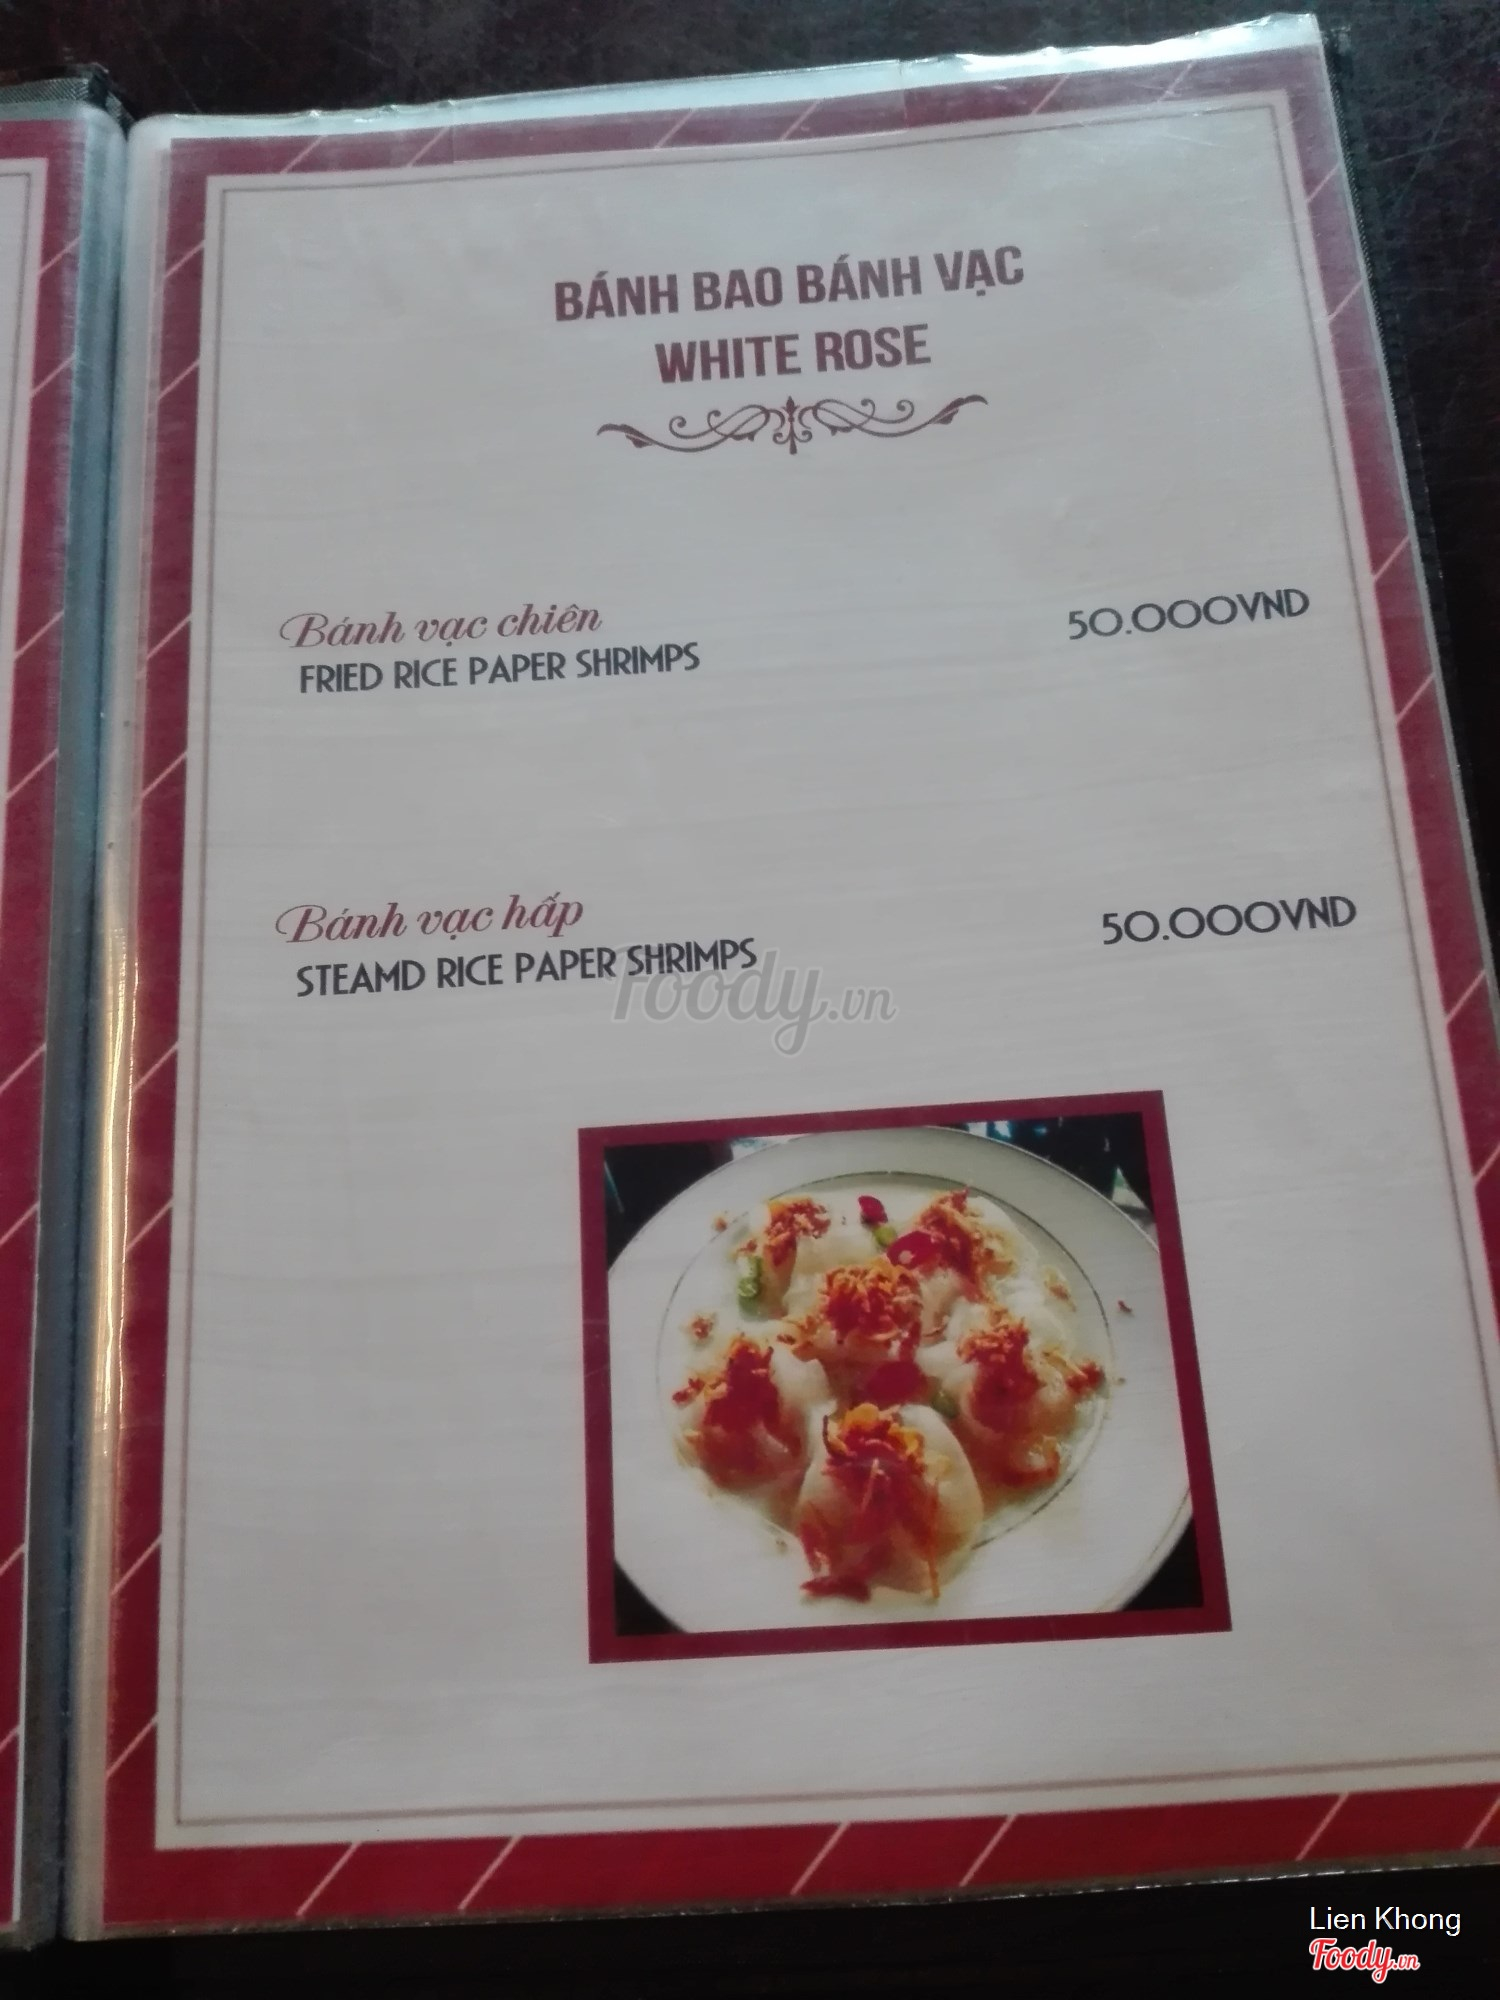 BÁNH BAO BÁNH VẠC
WHITE ROSE
Bánh vạc chiên 50.000VND
FRIED RICE PAPER SHRIMPS
Bánh vạc hấp 50.000VND
STEAMD RICE PAPER SHRIMPS
Foody.vn
Lien Khong
Foody.vn